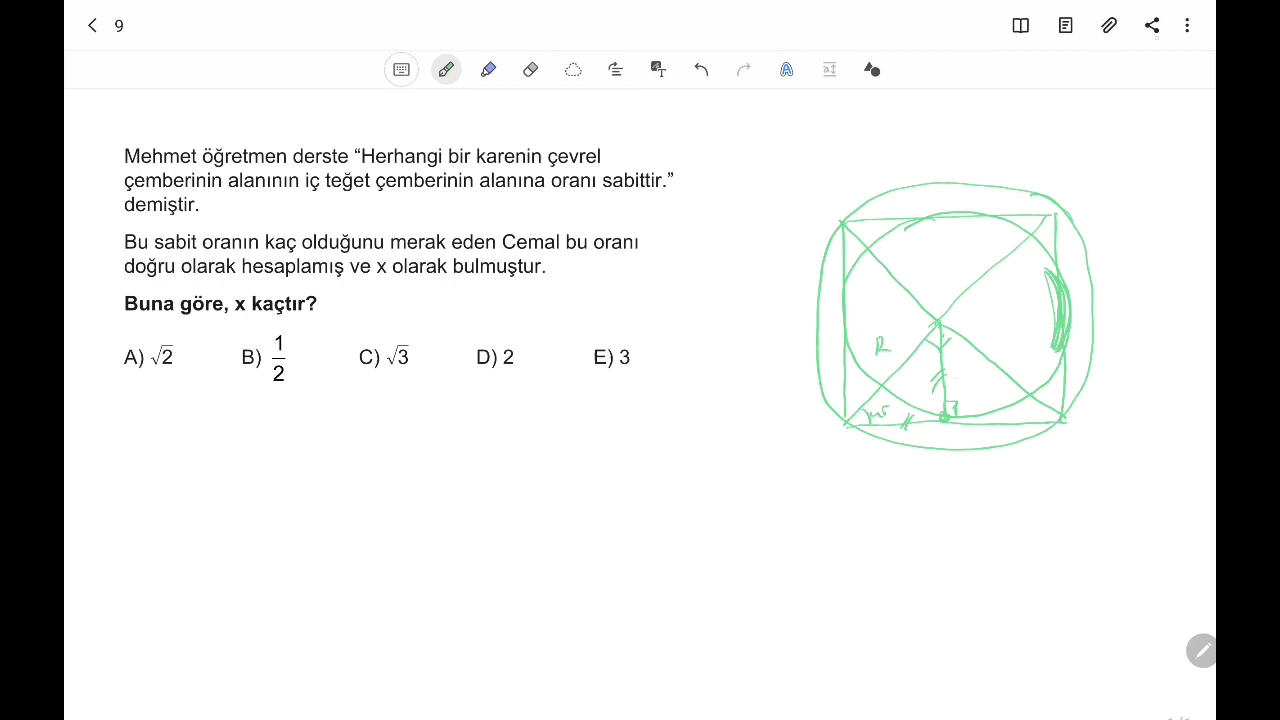 9
Mehmet öğretmen derste “Herhangi bir karenin çevrel
çemberinin alanının iç teğet çemberinin alanına oranı sabittir.”
demiştir.
Bu sabit oranın kaç olduğunu merak eden Cemal bu oranı
doğru olarak hesaplamış ve x olarak bulmuştur.
Buna göre, x kaçtır?
A) √2 B) 1/2 C) √3 D) 2 E) 3
R